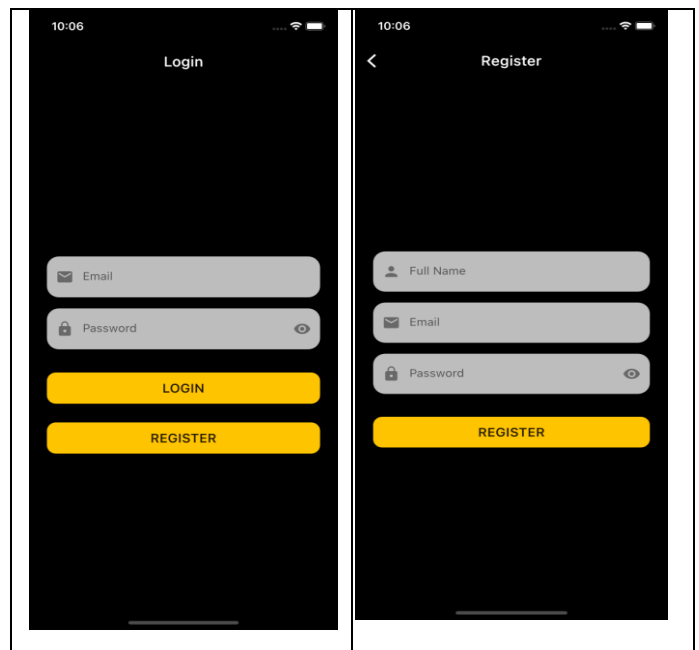 10:06
Login
Email
Password
LOGIN
REGISTER
10:06
Register
Full Name
Email
Password
REGISTER